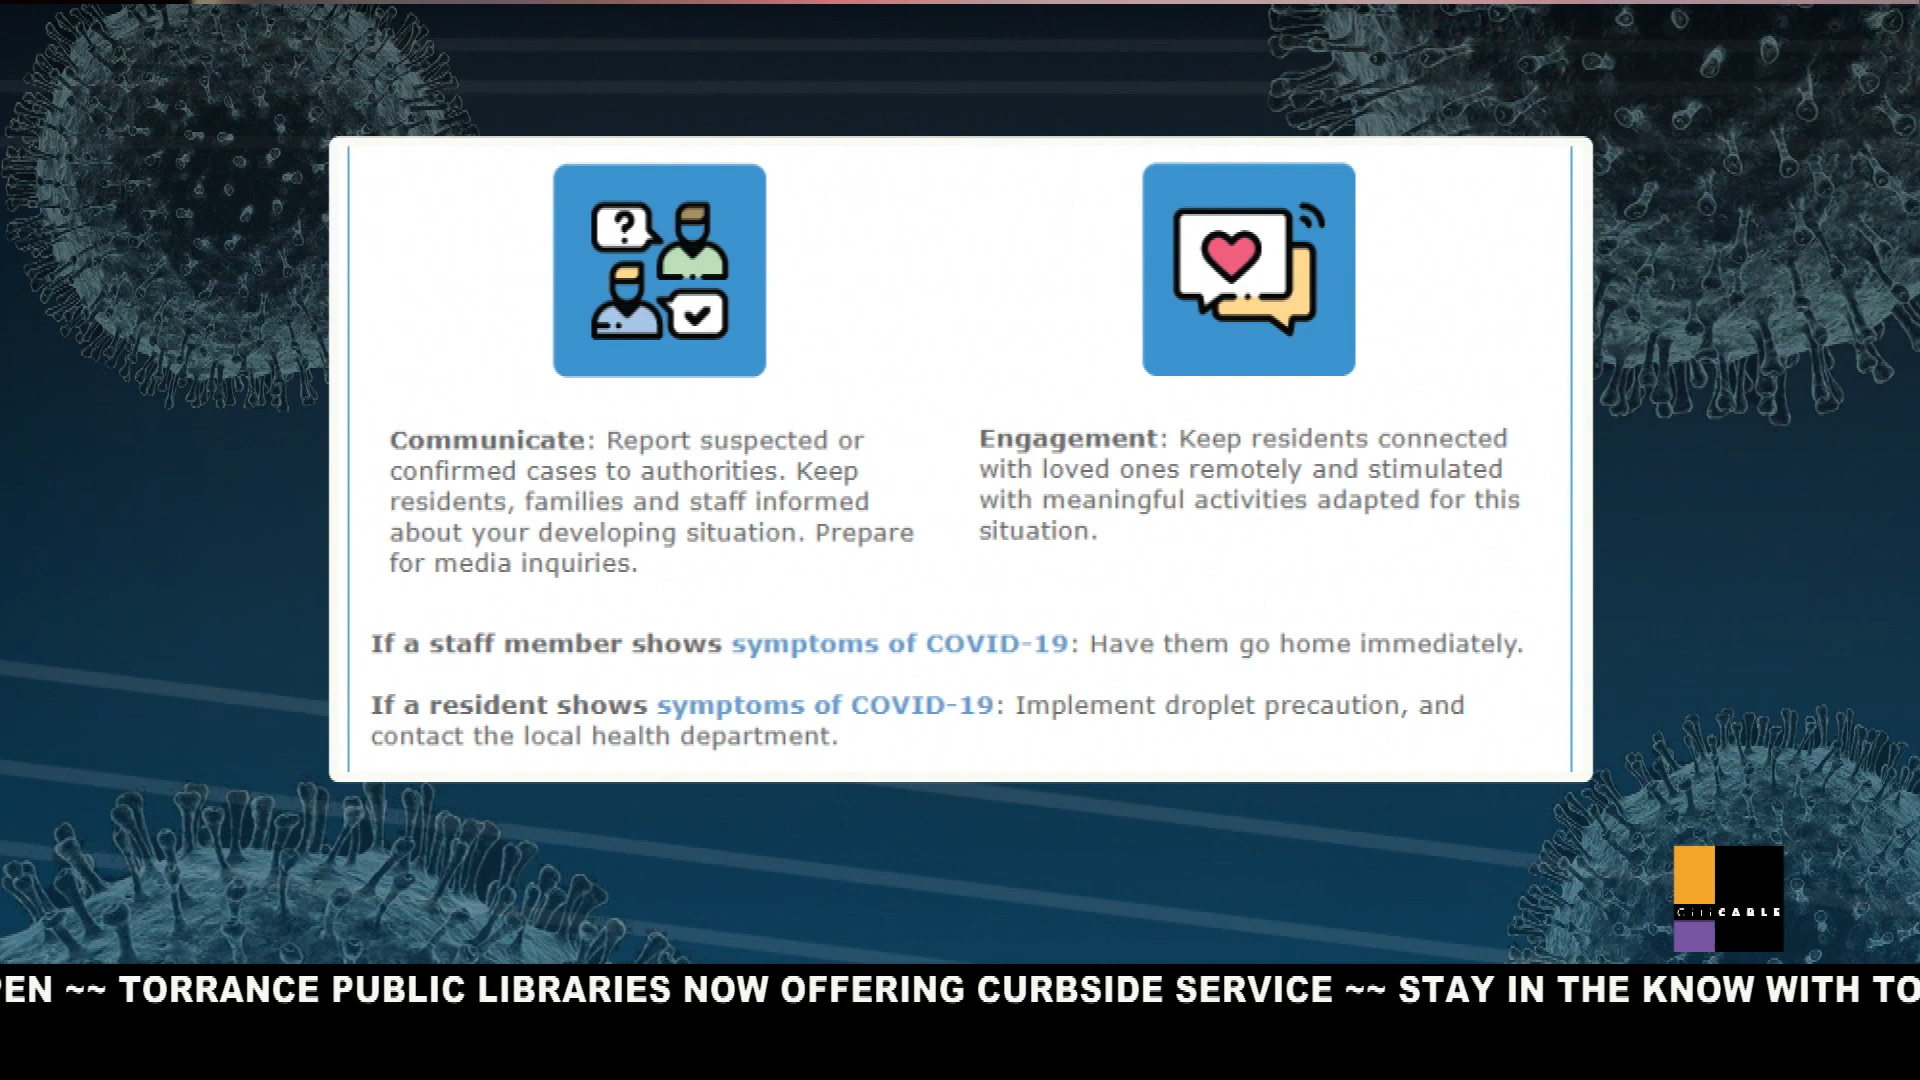 ?
Communicate: Report suspected or
confirmed cases to authorities. Keep
residents, families and staff informed
about your developing situation. Prepare
for media inquiries.
Engagement: Keep residents connected
with loved ones remotely and stimulated
with meaningful activities adapted for this
situation.
If a staff member shows symptoms of COVID-19: Have them go home immediately.
If a resident shows symptoms of COVID-19: Implement droplet precaution, and
contact the local health department.
CITICABLE
PEN ~~ TORRANCE PUBLIC LIBRARIES NOW OFFERING CURBSIDE SERVICE ~~ STAY IN THE KNOW WITH TO